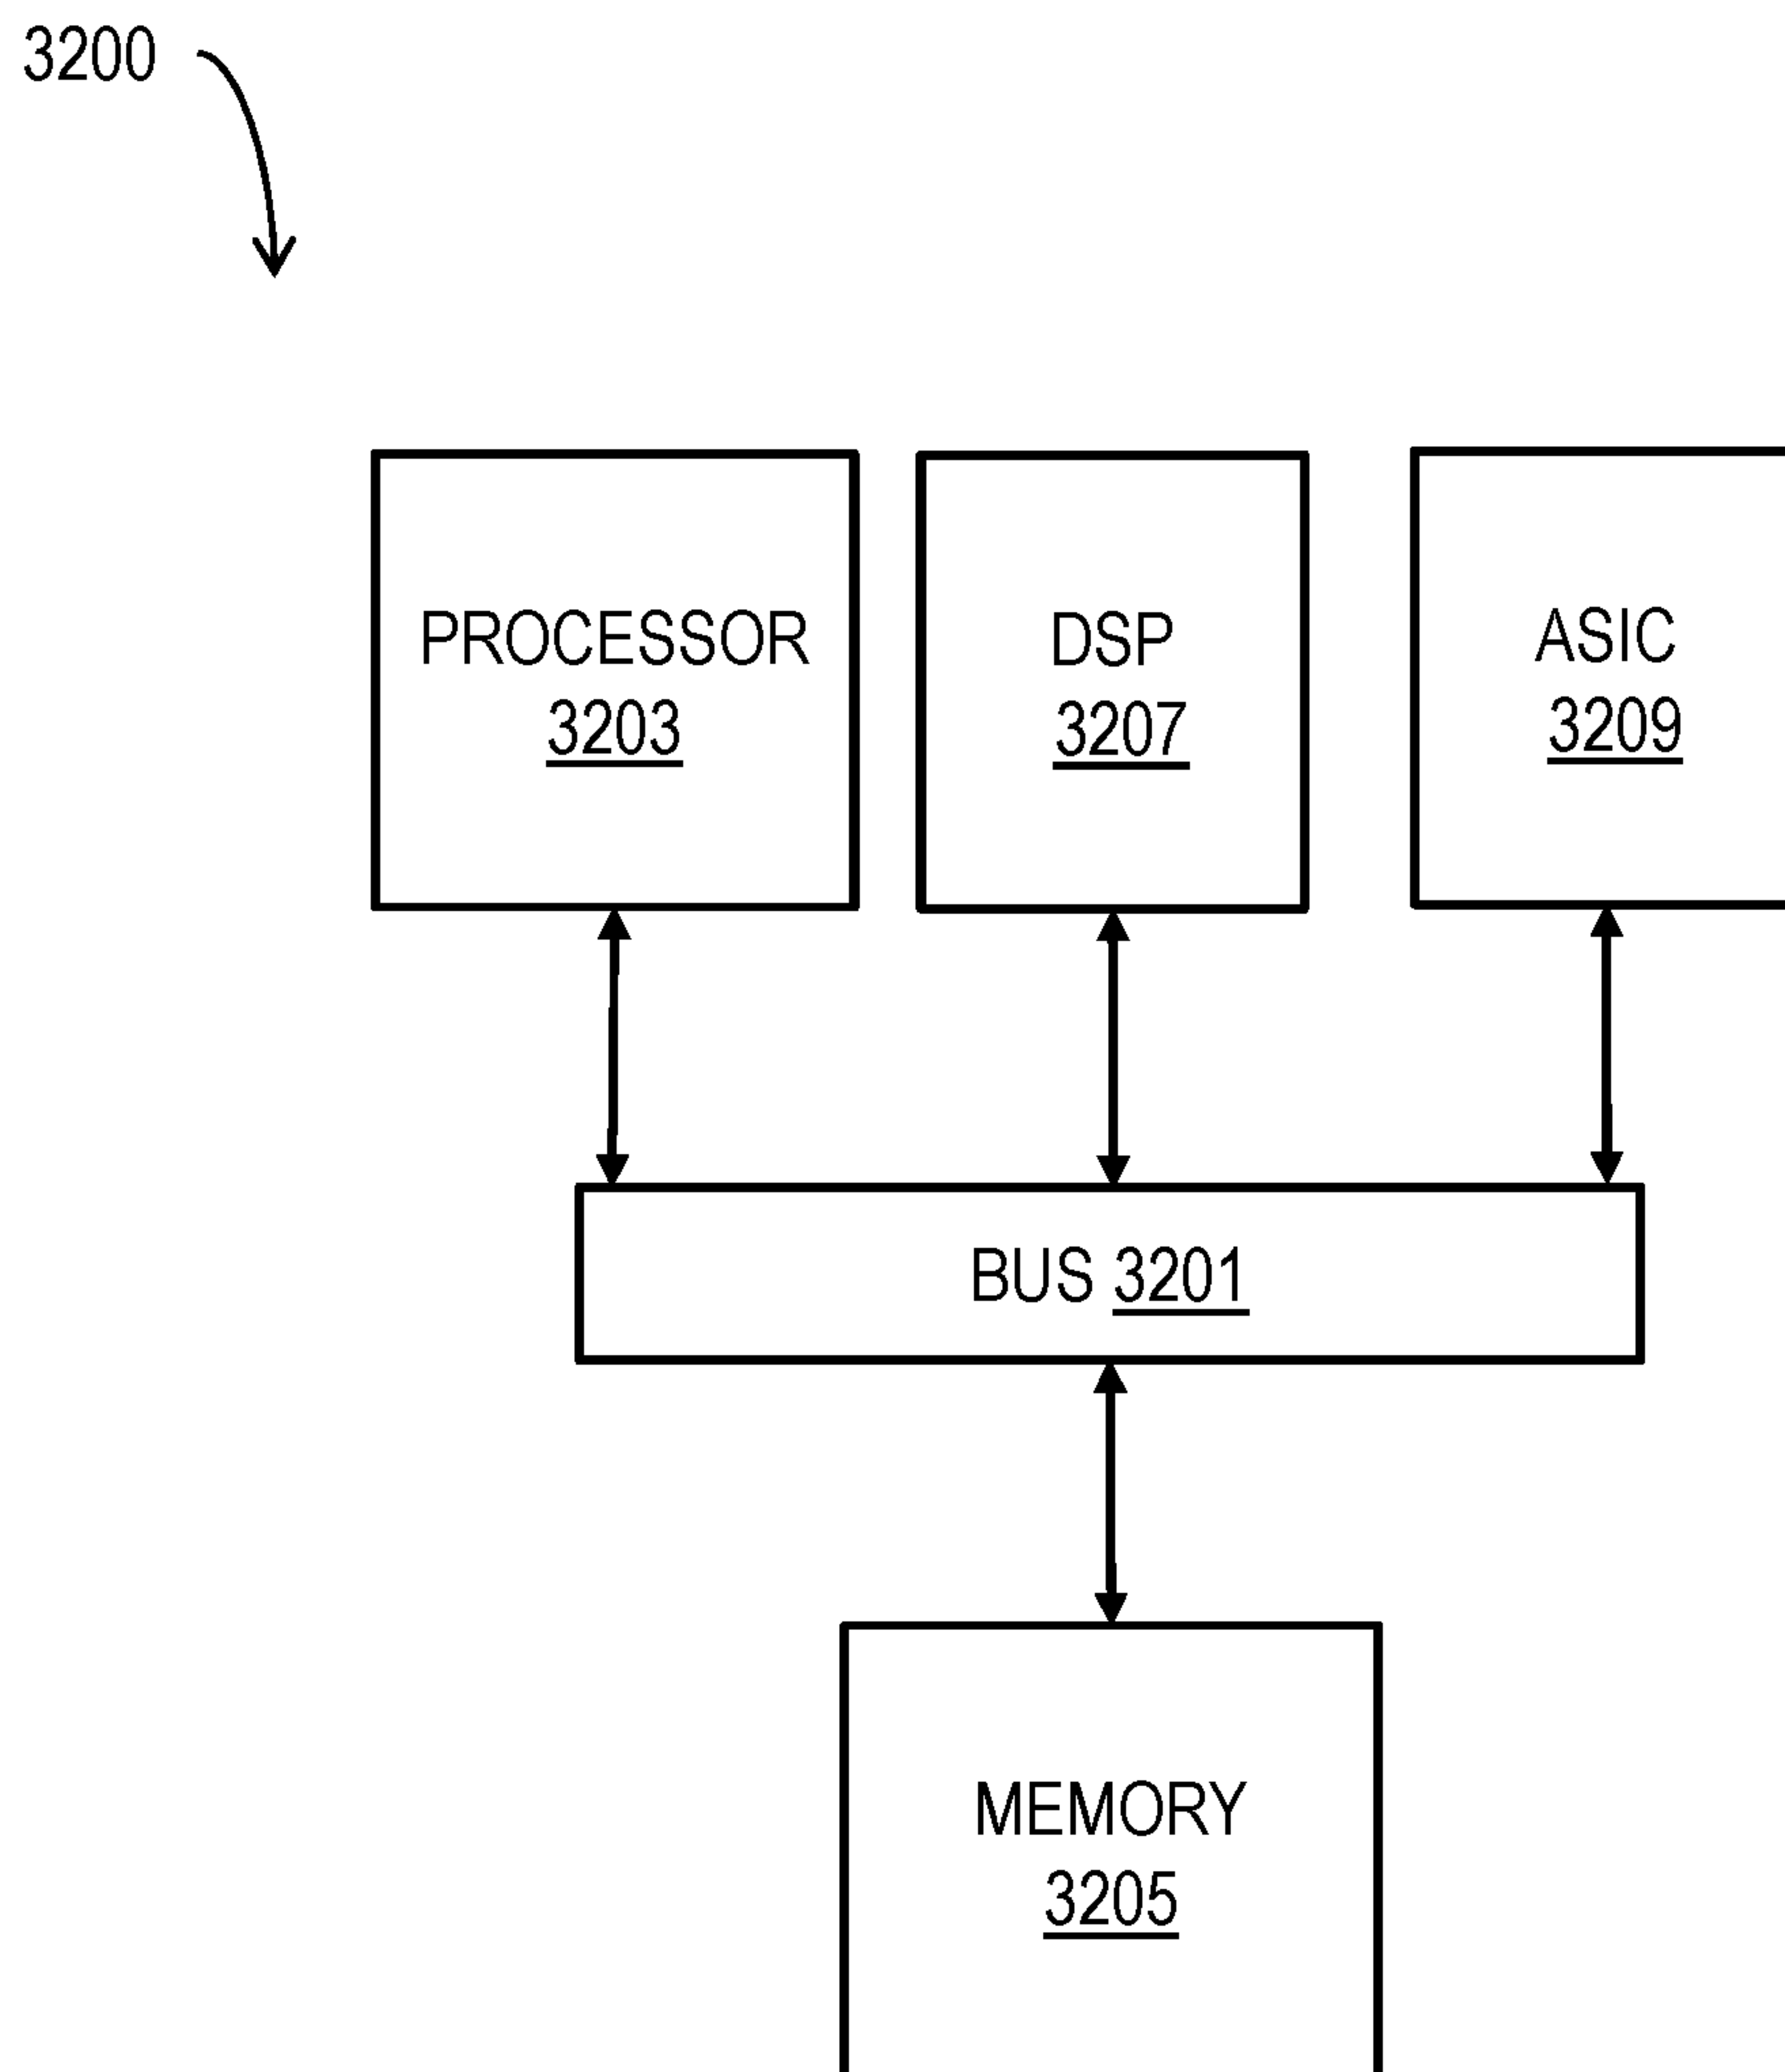 3200
PROCESSOR
3203
DSP
3207
ASIC
3209
BUS 3201
MEMORY
3205